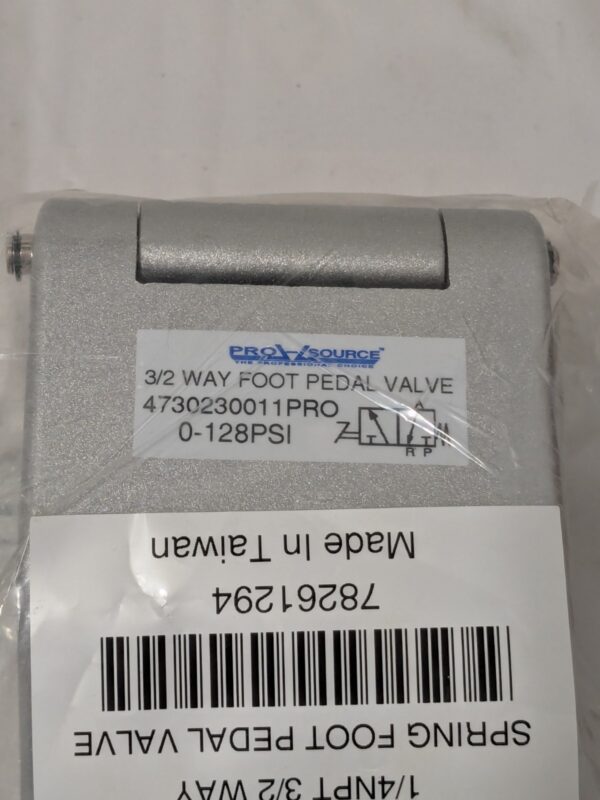 PRO SOURCE™
THE PROFESSIONAL CHOICE
3/2 WAY FOOT PEDAL VALVE
4730230011PRO
0-128PSI
A
R P
1/4NPT 3/2 WAY
SPRING FOOT PEDAL VALVE
78261294
Made In Taiwan